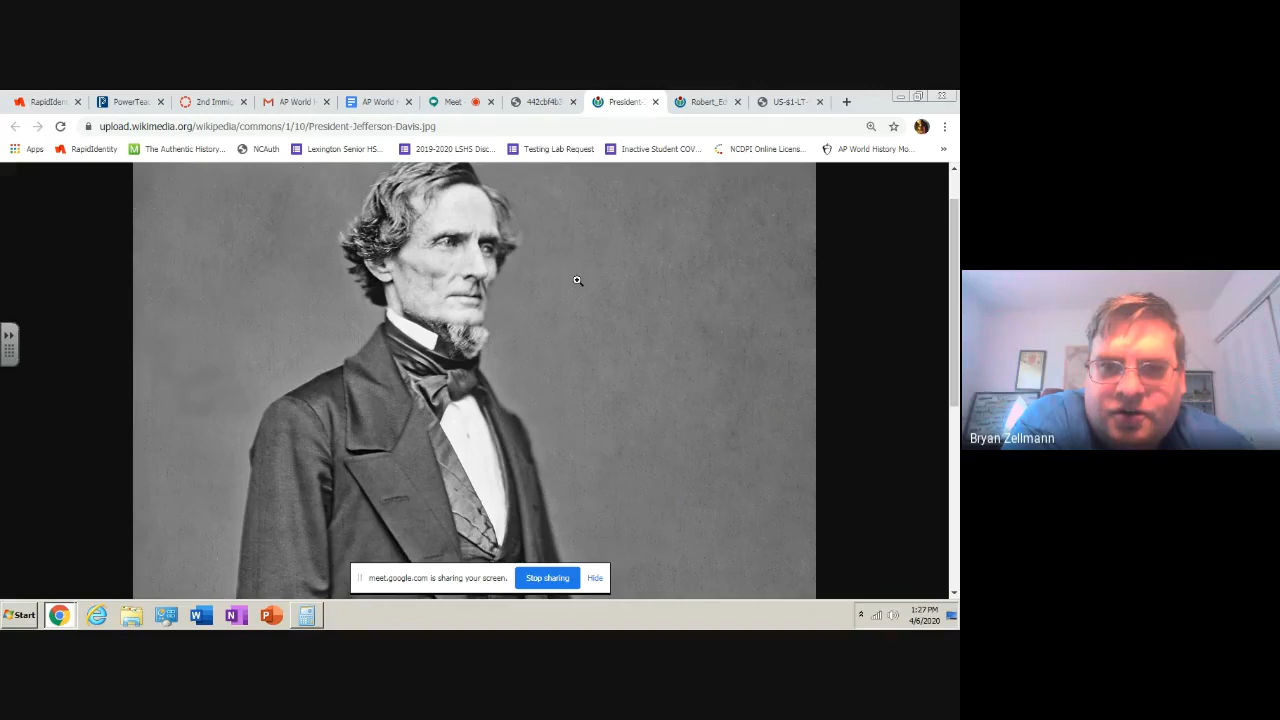 RapidIden
PowerTeac
2nd Immig
AP World H
AP World H
Meet -
442cbf4b3
President-J
Robert_Ed
US-$1-LT-
upload.wikimedia.org/wikipedia/commons/1/10/President-Jefferson-Davis.jpg
Apps
RapidIdentity
The Authentic History...
NCAuth
Lexington Senior HS...
2019-2020 LSHS Disc...
Testing Lab Request
Inactive Student COV...
NCDPI Online Licens...
AP World History Mo...
»
Bryan Zellmann
meet.google.com is sharing your screen.
Stop sharing
Hide
Start
1:27 PM
4/6/2020